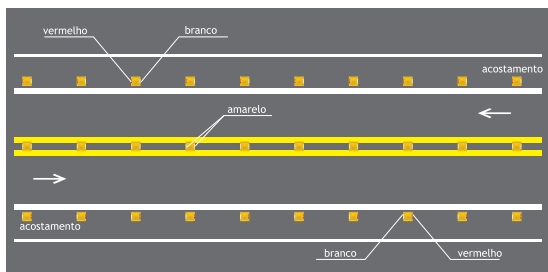 vermelho
branco
acostamento
amarelo
acostamento
branco
vermelho